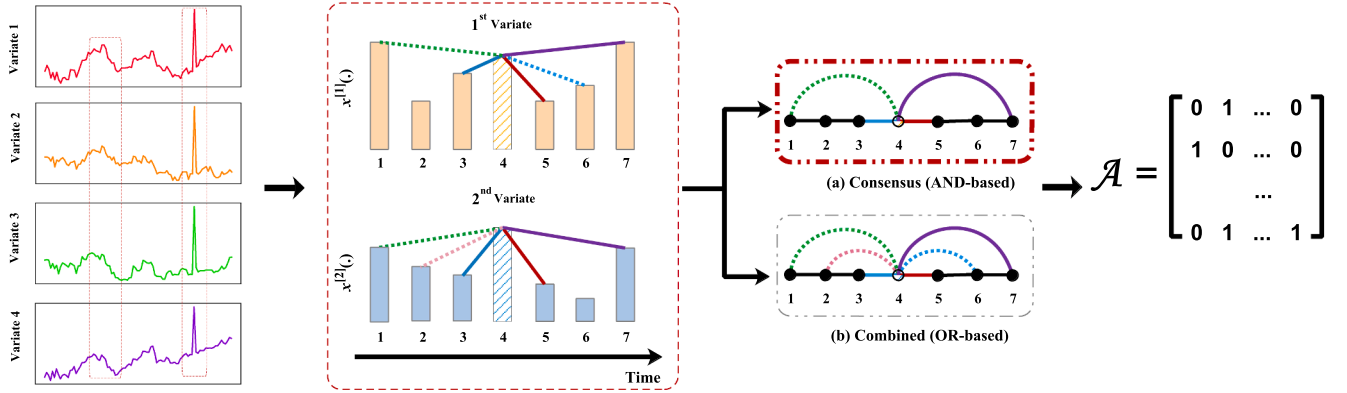 Variate 1
Variate 2
Variate 3
Variate 4
1st Variate
x[1](.)
1 2 3 4 5 6 7
2nd Variate
x[2](.)
1 2 3 4 5 6 7
Time
1 2 3 4 5 6 7
(a) Consensus (AND-based)
1 2 3 4 5 6 7
(b) Combined (OR-based)
𝒜 =
0 1 ... 0
1 0 ... 0
...
0 1 ... 1